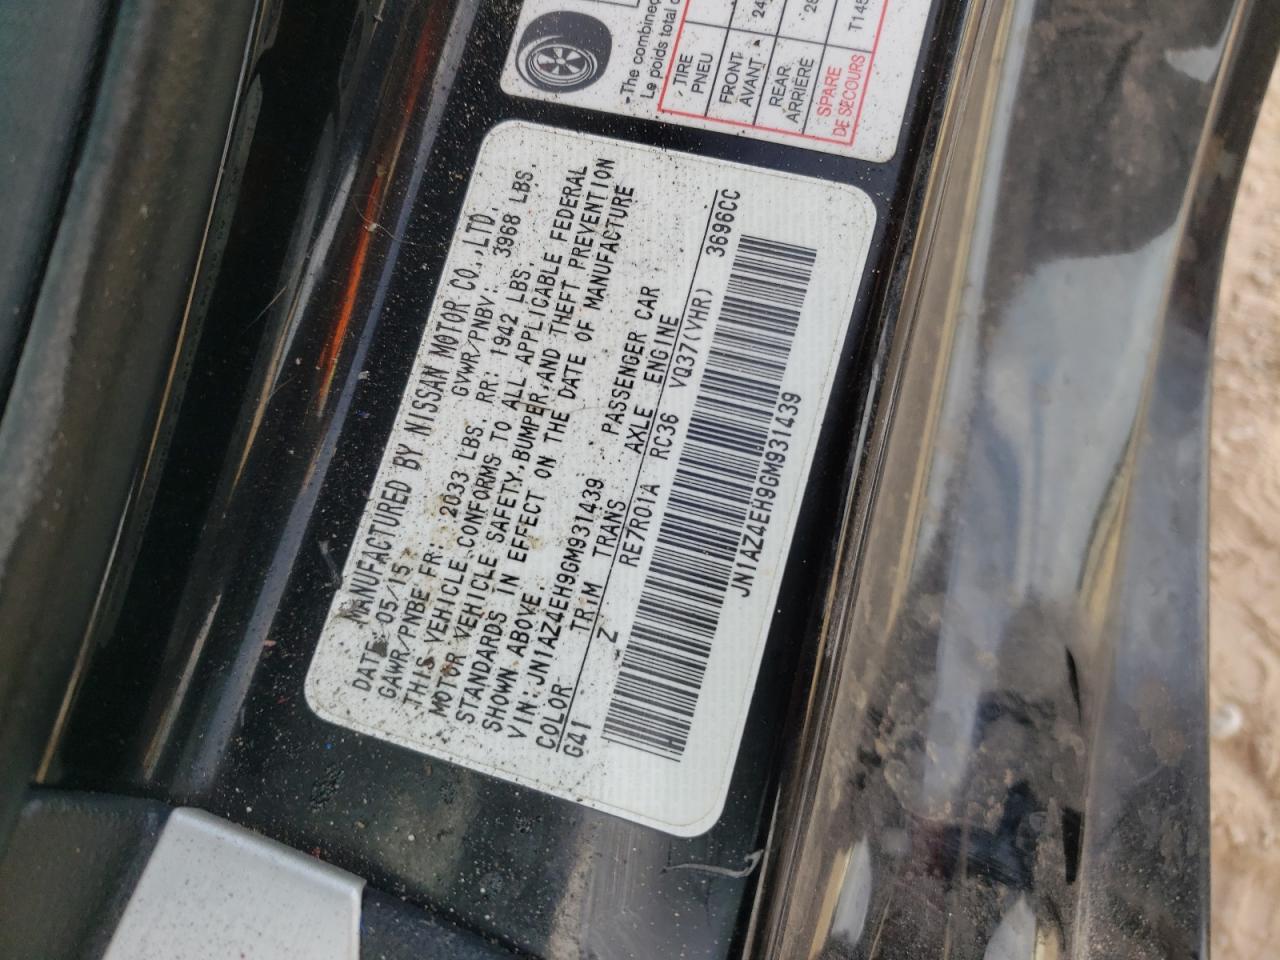 -The combined
Le poids total
TIRE
PNEU
FRONT
AVANT
REAR
ARRIÈRE
SPARE
DE SECOURS
MANUFACTURED BY NISSAN MOTOR CO.,LTD.
DATE: 05/15 GVWR/PNBV: 3968 LBS.
GAWR/PNBE FR: 2033 LBS. RR: 1942 LBS.
THIS VEHICLE CONFORMS TO ALL APPLICABLE FEDERAL
MOTOR VEHICLE SAFETY,BUMPER,AND THEFT PREVENTION
STANDARDS IN EFFECT ON THE DATE OF MANUFACTURE
SHOWN ABOVE.
VIN:JN1AZ4EH9GM931439 PASSENGER CAR
COLOR TRIM TRANS AXLE ENGINE
G41 Z RE7R01A RC36 VQ37(VHR) 3696CC
JN1AZ4EH9GM931439